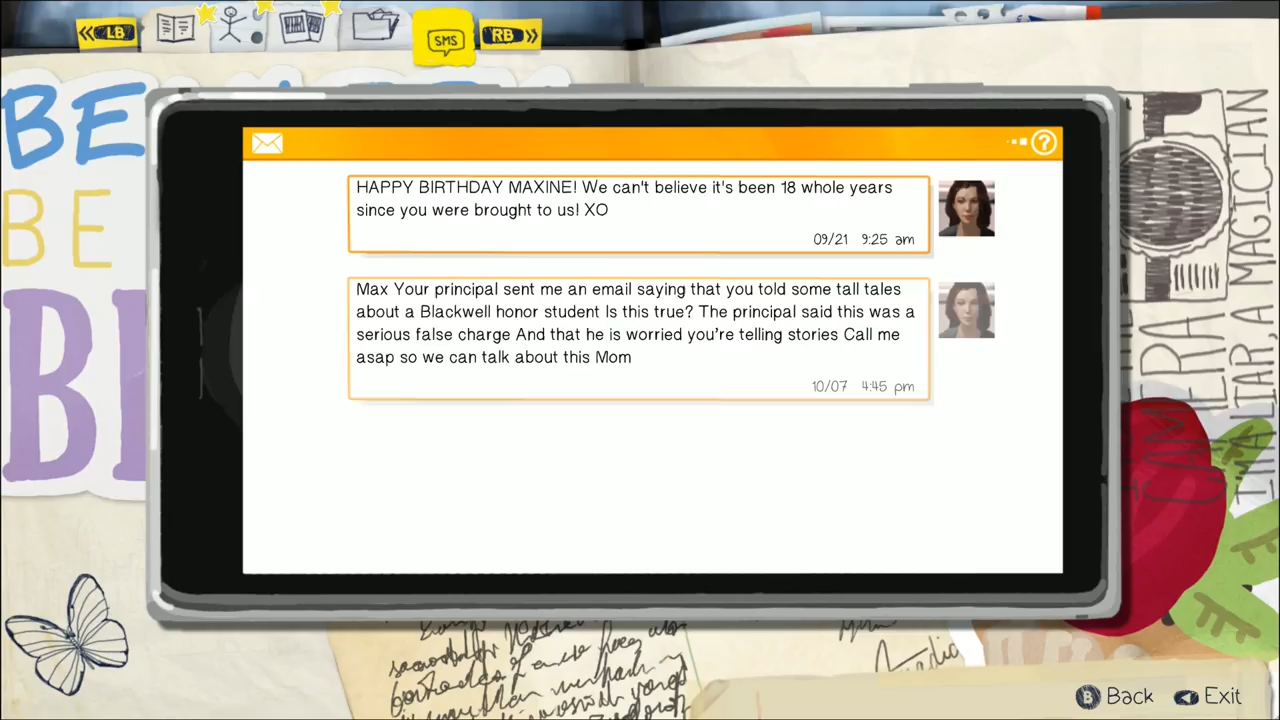 LB
SMS
RB
BE
BE
HAPPY BIRTHDAY MAXINE! We can't believe it's been 18 whole years
since you were brought to us! XO
09/21 9:25 am
Max Your principal sent me an email saying that you told some tall tales
about a Blackwell honor student Is this true? The principal said this was a
serious false charge And that he is worried you're telling stories Call me
asap so we can talk about this Mom
10/07 4:45 pm
?
I'M A LIAR, A MAGICIAN
B Back
Exit